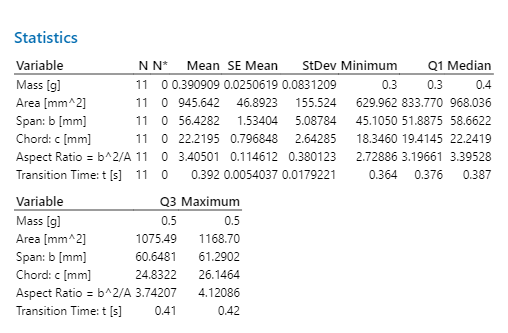 Statistics
Variable N N* Mean SE Mean StDev Minimum Q1 Median
Mass [g] 11 0 0.390909 0.0250619 0.0831209 0.3 0.3 0.4
Area [mm^2] 11 0 945.642 46.8923 155.524 629.962 833.770 968.036
Span: b [mm] 11 0 56.4282 1.53404 5.08784 45.1050 51.8875 58.6622
Chord: c [mm] 11 0 22.2195 0.796848 2.64285 18.3460 19.4145 22.2419
Aspect Ratio = b^2/A 11 0 3.40501 0.114612 0.380123 2.72886 3.19661 3.39528
Transition Time: t [s] 11 0 0.392 0.0054037 0.0179221 0.364 0.376 0.387
Variable Q3 Maximum
Mass [g] 0.5 0.5
Area [mm^2] 1075.49 1168.70
Span: b [mm] 60.6481 61.2902
Chord: c [mm] 24.8322 26.1464
Aspect Ratio = b^2/A 3.74207 4.12086
Transition Time: t [s] 0.41 0.42